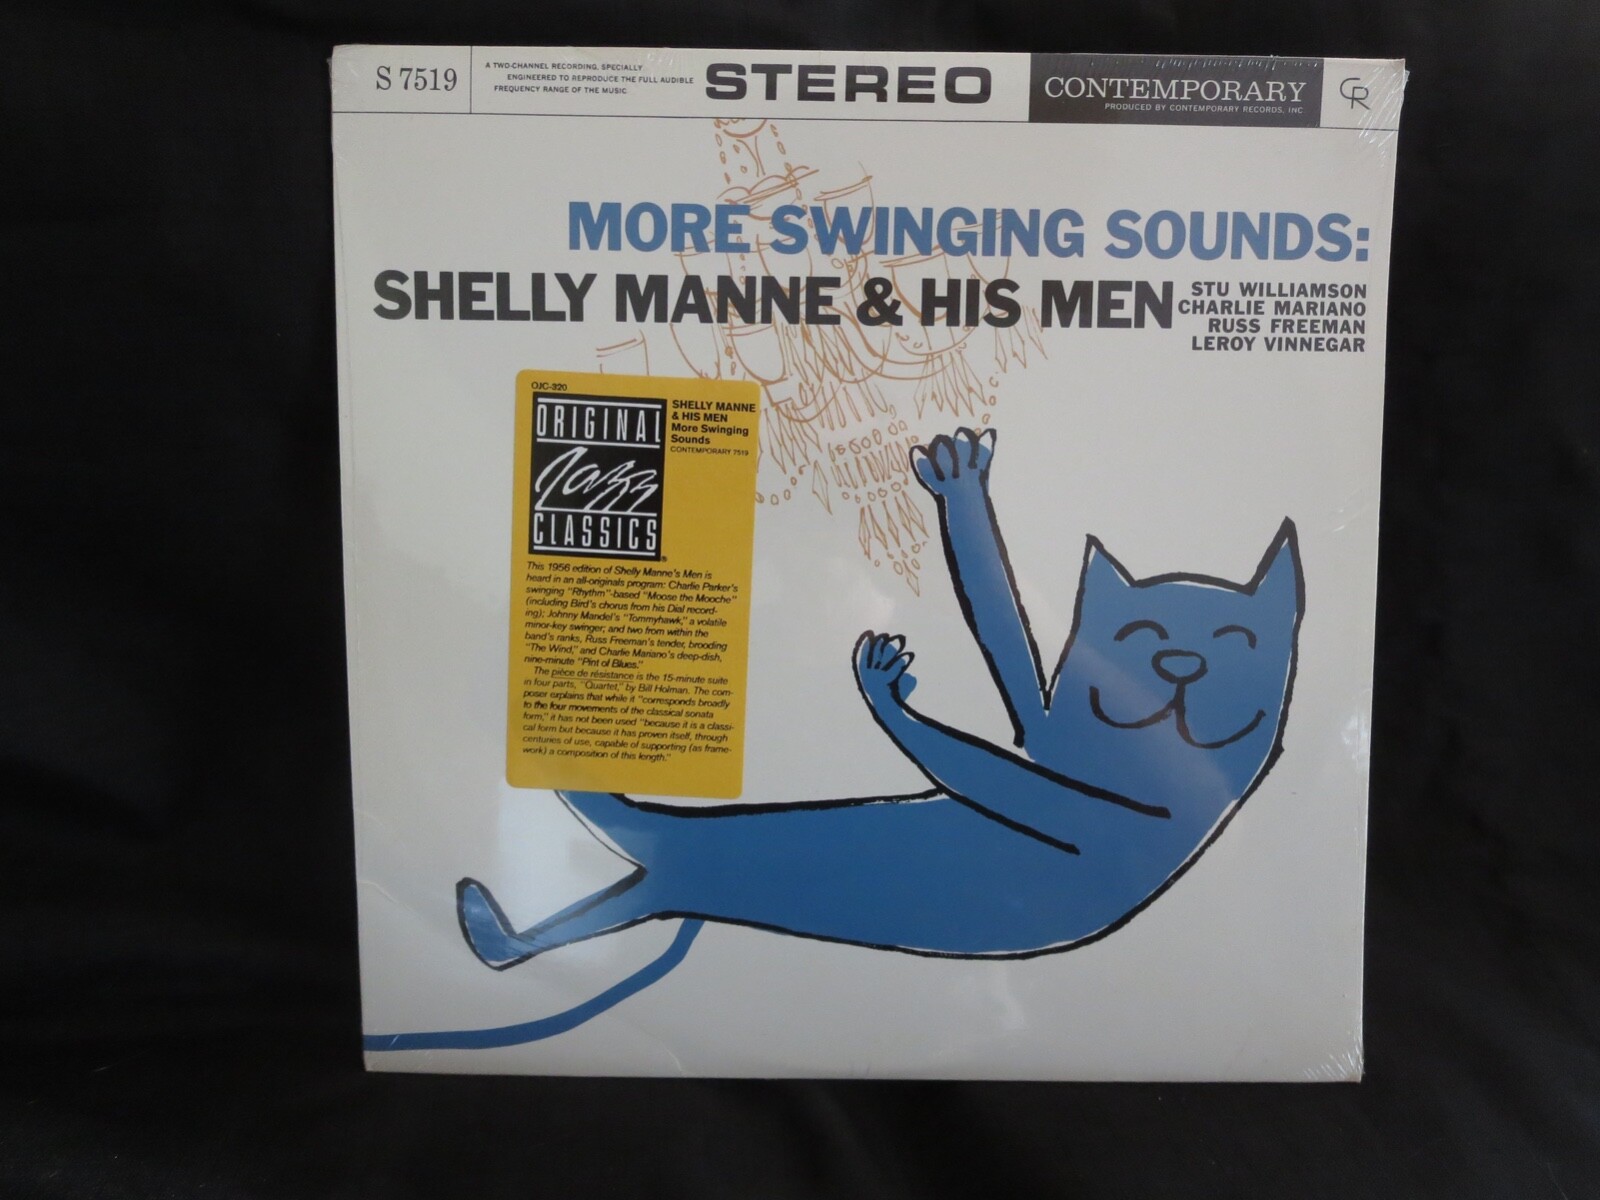 S 7519
A TWO-CHANNEL RECORDING, SPECIALLY
ENGINEERED TO REPRODUCE THE FULL AUDIBLE
FREQUENCY RANGE OF THE MUSIC
STEREO
CONTEMPORARY
PRODUCED BY CONTEMPORARY RECORDS, INC
CR
MORE SWINGING SOUNDS:
SHELLY MANNE & HIS MEN
STU WILLIAMSON
CHARLIE MARIANO
RUSS FREEMAN
LEROY VINNEGAR
OJC-320
ORIGINAL
Jazz
CLASSICS
SHELLY MANNE
& HIS MEN
More Swinging
Sounds
CONTEMPORARY 7519
This 1956 edition of Shelly Manne's Men is
heard in an all-originals program: Charlie Parker's
swinging "Rhythm"-based "Moose the Mooche"
(including Bird's chorus from his Dial record-
ing); Johnny Mandel's "Tommyhawk," a volatile
minor-key swinger; and two from within the
band's ranks, Russ Freeman's tender, brooding
"The Wind," and Charlie Mariano's deep-dish,
nine-minute "Pint of Blues."
The pièce de résistance is the 15-minute suite
in four parts, "Quartet," by Bill Holman. The com-
poser explains that while it "corresponds broadly
to the four movements of the classical sonata
form," it has not been used "because it is a classi-
cal form but because it has proven itself, through
centuries of use, capable of supporting (as frame-
work) a composition of this length."